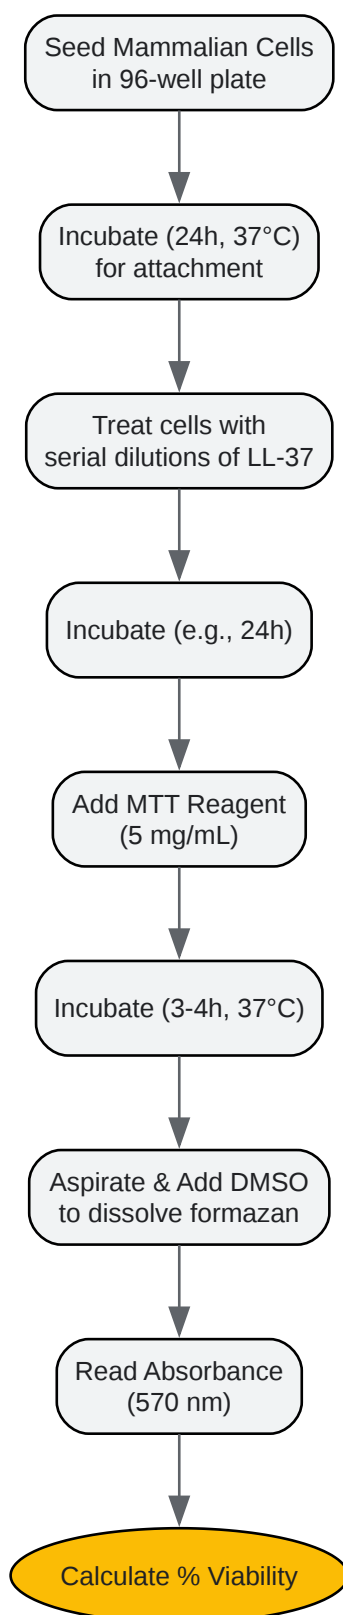 Seed Mammalian Cells
in 96-well plate
Incubate (24h, 37°C)
for attachment
Treat cells with
serial dilutions of LL-37
Incubate (e.g., 24h)
Add MTT Reagent
(5 mg/mL)
Incubate (3-4h, 37°C)
Aspirate & Add DMSO
to dissolve formazan
Read Absorbance
(570 nm)
Calculate % Viability